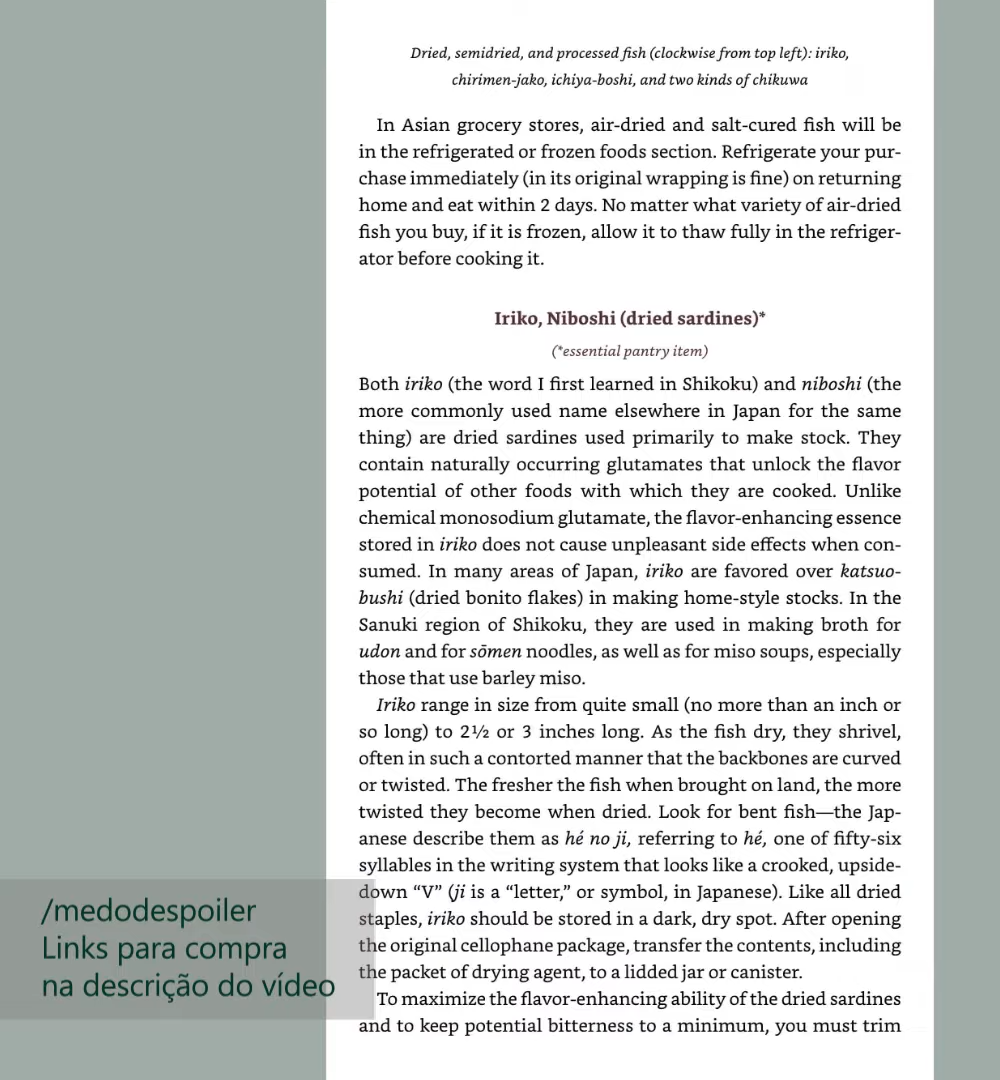 Dried, semidried, and processed fish (clockwise from top left): iriko,
chirimen-jako, ichiya-boshi, and two kinds of chikuwa
In Asian grocery stores, air-dried and salt-cured fish will be
in the refrigerated or frozen foods section. Refrigerate your pur-
chase immediately (in its original wrapping is fine) on returning
home and eat within 2 days. No matter what variety of air-dried
fish you buy, if it is frozen, allow it to thaw fully in the refriger-
ator before cooking it.
Iriko, Niboshi (dried sardines)*
(*essential pantry item)
Both iriko (the word I first learned in Shikoku) and niboshi (the
more commonly used name elsewhere in Japan for the same
thing) are dried sardines used primarily to make stock. They
contain naturally occurring glutamates that unlock the flavor
potential of other foods with which they are cooked. Unlike
chemical monosodium glutamate, the flavor-enhancing essence
stored in iriko does not cause unpleasant side effects when con-
sumed. In many areas of Japan, iriko are favored over katsuo-
bushi (dried bonito flakes) in making home-style stocks. In the
Sanuki region of Shikoku, they are used in making broth for
udon and for sōmen noodles, as well as for miso soups, especially
those that use barley miso.
Iriko range in size from quite small (no more than an inch or
so long) to 2½ or 3 inches long. As the fish dry, they shrivel,
often in such a contorted manner that the backbones are curved
or twisted. The fresher the fish when brought on land, the more
twisted they become when dried. Look for bent fish—the Jap-
anese describe them as hé no ji, referring to hé, one of fifty-six
syllables in the writing system that looks like a crooked, upside-
down “V” (ji is a “letter,” or symbol, in Japanese). Like all dried
staples, iriko should be stored in a dark, dry spot. After opening
the original cellophane package, transfer the contents, including
the packet of drying agent, to a lidded jar or canister.
To maximize the flavor-enhancing ability of the dried sardines
and to keep potential bitterness to a minimum, you must trim
/medodespoiler
Links para compra
na descrição do vídeo